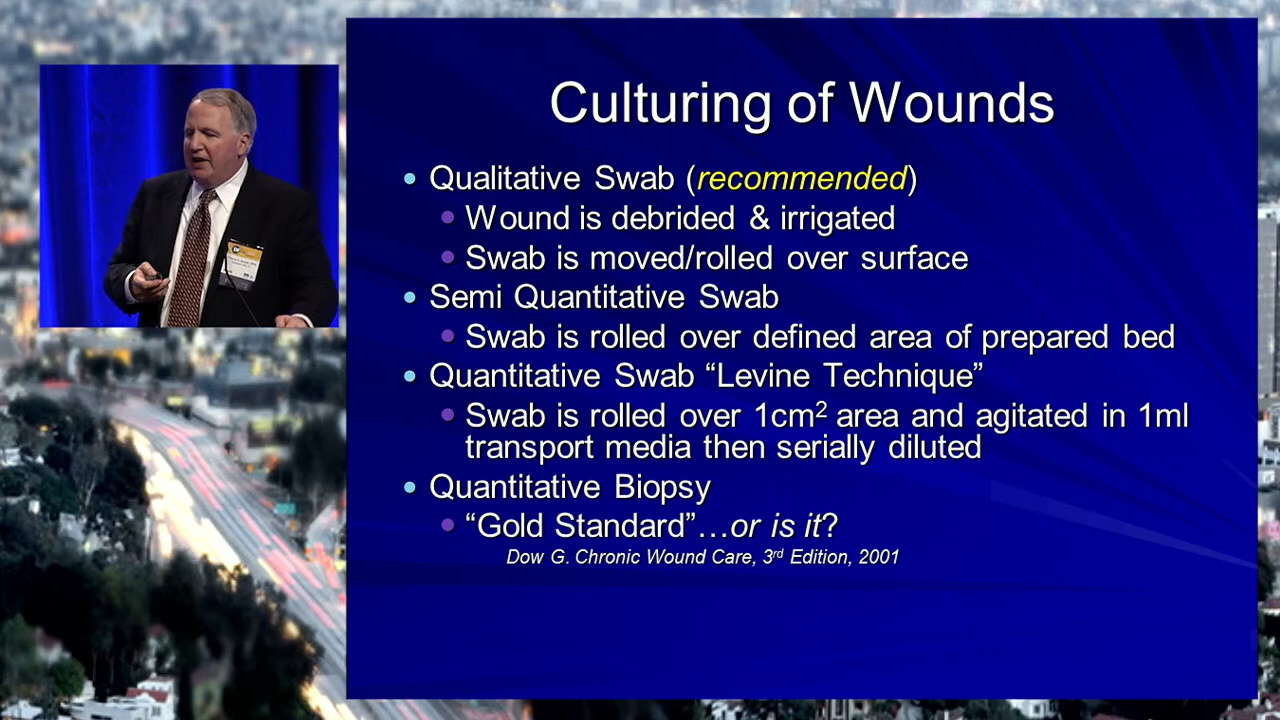 Culturing of Wounds
• Qualitative Swab (recommended)
• Wound is debrided & irrigated
• Swab is moved/rolled over surface
• Semi Quantitative Swab
• Swab is rolled over defined area of prepared bed
• Quantitative Swab “Levine Technique”
• Swab is rolled over 1cm² area and agitated in 1ml
transport media then serially diluted
• Quantitative Biopsy
• “Gold Standard”…or is it?
Dow G. Chronic Wound Care, 3rd Edition, 2001